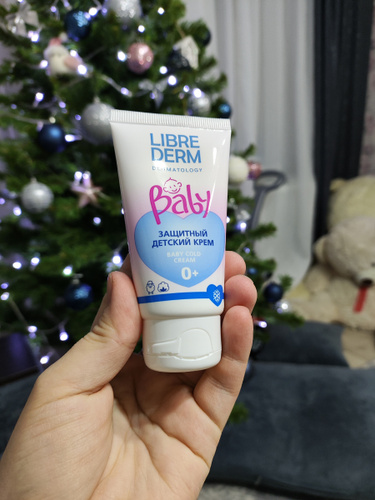 LIBRE
DERM
DERMATOLOGY
Baby
ЗАЩИТНЫЙ
ДЕТСКИЙ КРЕМ
BABY COLD
CREAM
0+